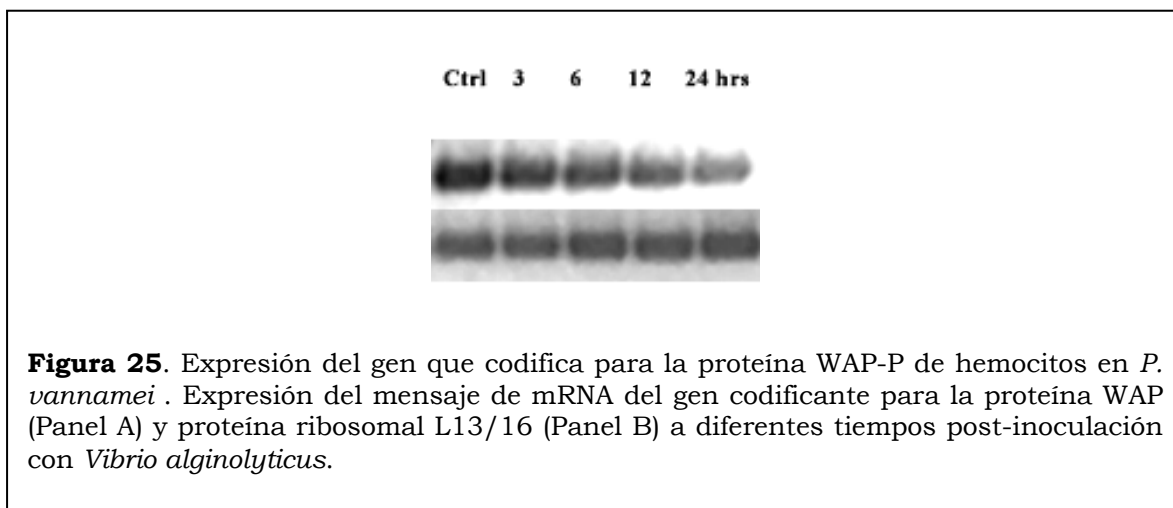 Ctrl 3 6 12 24 hrs
Figura 25. Expresión del gen que codifica para la proteína WAP-P de hemocitos en P.
vannamei . Expresión del mensaje de mRNA del gen codificante para la proteína WAP
(Panel A) y proteína ribosomal L13/16 (Panel B) a diferentes tiempos post-inoculación
con Vibrio alginolyticus.